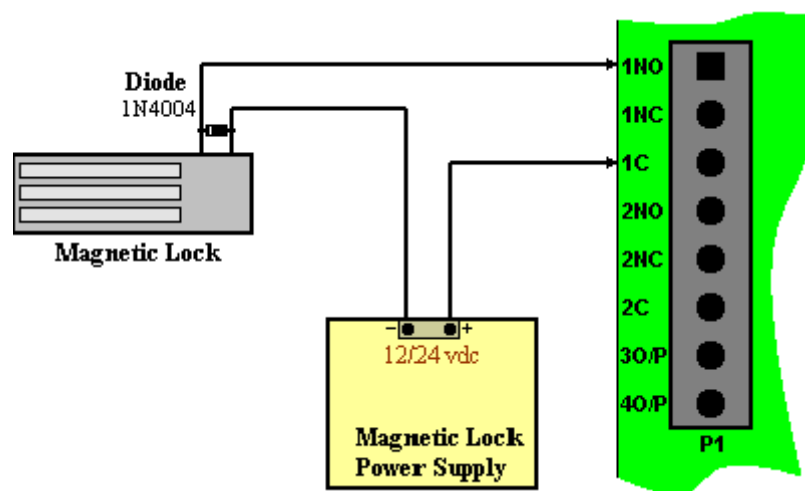 Diode
1N4004
Magnetic Lock
- +
12/24 vdc
Magnetic Lock
Power Supply
1NO
1NC
1C
2NO
2NC
2C
3O/P
4O/P
P1